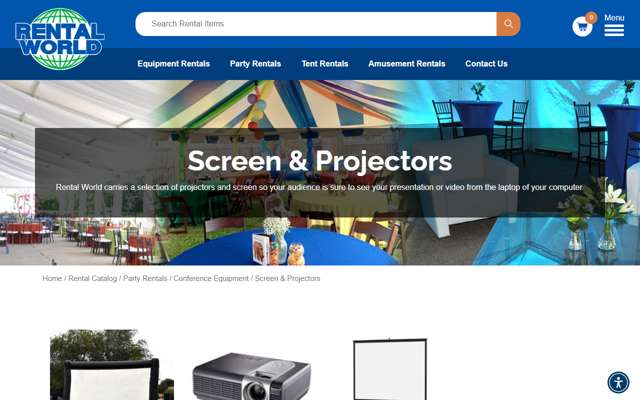 RENTAL
WORLD
Search Rental Items
0
Menu
Equipment Rentals Party Rentals Tent Rentals Amusement Rentals Contact Us
Screen & Projectors
Rental World carries a selection of projectors and screen so your audience is sure to see your presentation or video from the laptop of your computer
Home / Rental Catalog / Party Rentals / Conference Equipment / Screen & Projectors